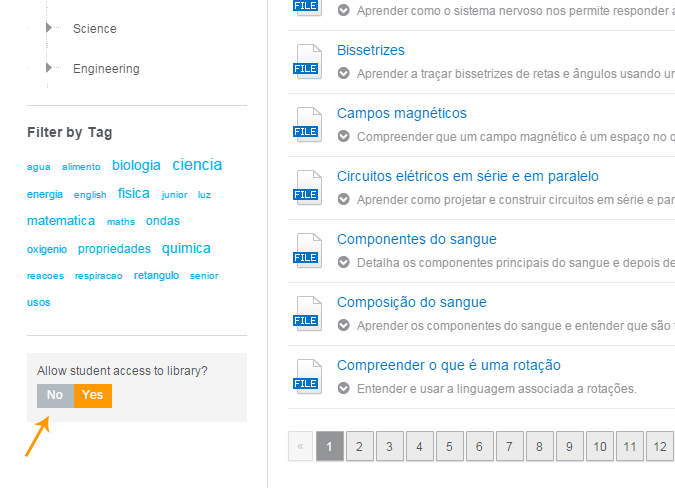 Science
Engineering
Filter by Tag
agua alimento biologia ciencia
energia english fisica junior luz
matematica maths ondas
oxigenio propriedades quimica
reacoes respiracao retangulo senior
usos
Allow student access to library?
No Yes
FILE
Aprender como o sistema nervoso nos permite responder a
Bissetrizes
FILE
Aprender a traçar bissetrizes de retas e ângulos usando
Campos magnéticos
FILE
Compreender que um campo magnético é um espaço no
Circuitos elétricos em série e em paralelo
FILE
Aprender como projetar e construir circuitos em série e
Componentes do sangue
FILE
Detalha os componentes principais do sangue e depois
Composição do sangue
FILE
Aprender os componentes do sangue e entender que são
Compreender o que é uma rotação
FILE
Entender e usar a linguagem associada a rotações.
« 1 2 3 4 5 6 7 8 9 10 11 12